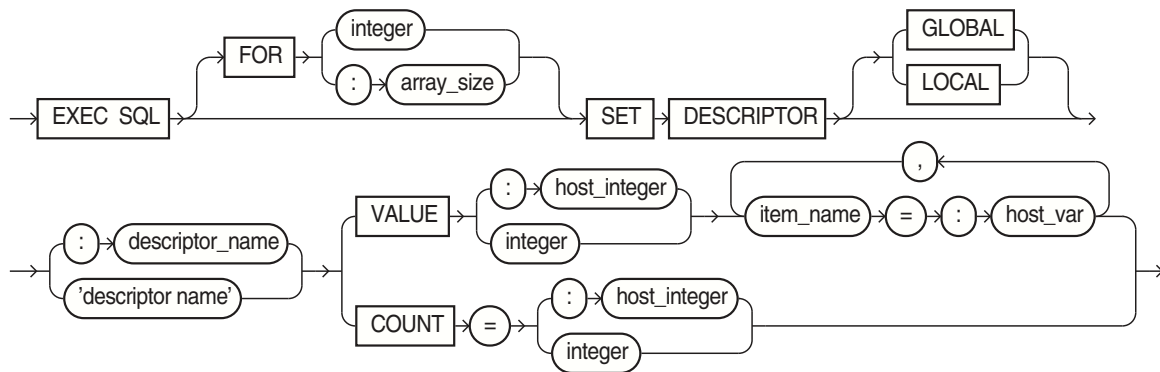 integer
GLOBAL
FOR
: array_size
LOCAL
EXEC SQL SET DESCRIPTOR
,
: host_integer
VALUE item_name = : host_var
: descriptor_name integer
'descriptor name'
: host_integer
COUNT =
integer